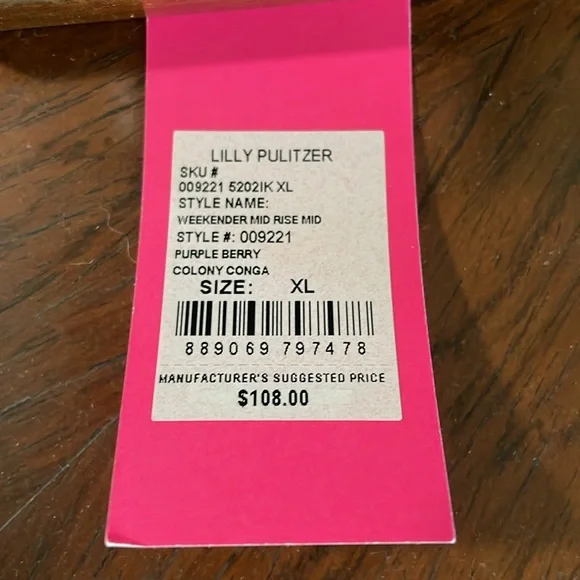 LILLY PULITZER
SKU #
009221 5202IK XL
STYLE NAME:
WEEKENDER MID RISE MID
STYLE #: 009221
PURPLE BERRY
COLONY CONGA
SIZE: XL
889069 797478
MANUFACTURER'S SUGGESTED PRICE
$108.00